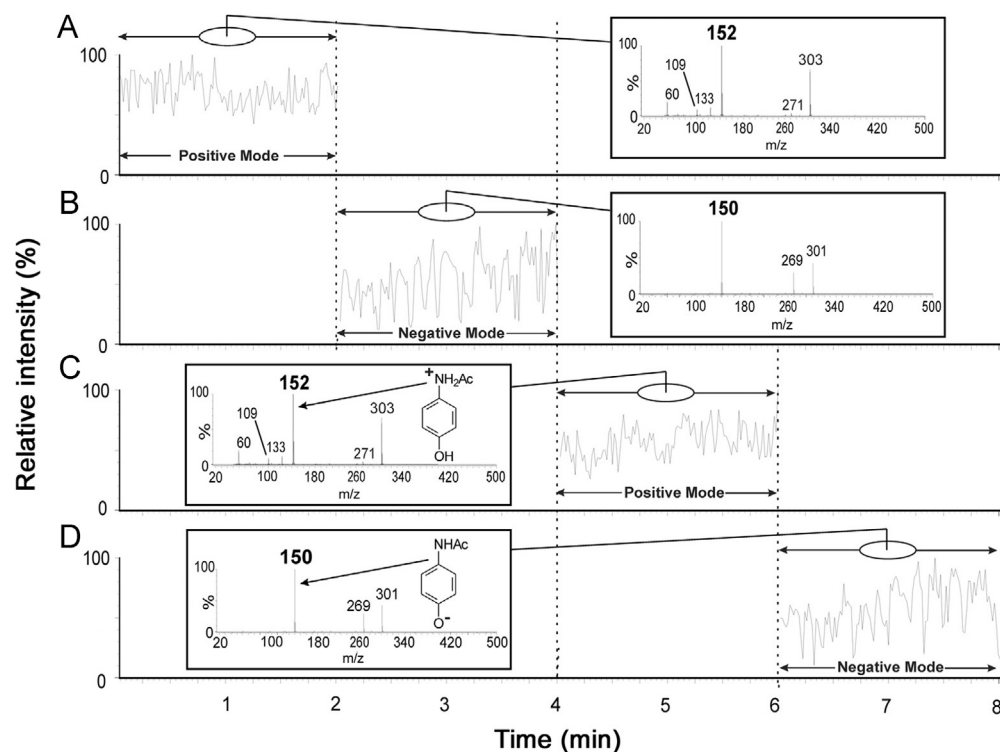 A
100
0
Positive Mode
100
%
0
152
109
60
133
271
303
20 100 180 260 340 420 500
m/z
B
100
0
Negative Mode
100
%
0
150
269
301
20 100 180 260 340 420 500
m/z
C
100
0
Positive Mode
100
%
0
152
109
60
133
271
303
20 100 180 260 340 420 500
m/z
+
NH2Ac
OH
D
100
0
Negative Mode
100
%
0
150
269
301
20 100 180 260 340 420 500
m/z
NHAc
O-
Relative intensity (%)
1 2 3 4 5 6 7 8
Time (min)